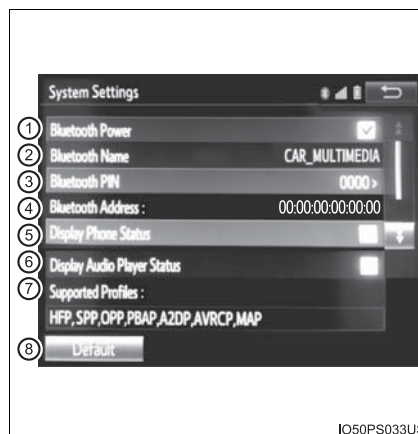 System Settings
① Bluetooth Power
② Bluetooth Name CAR_MULTIMEDIA
③ Bluetooth PIN 0000 >
④ Bluetooth Address : 00:00:00:00:00:00
⑤ Display Phone Status
⑥ Display Audio Player Status
⑦ Supported Profiles :
HFP,SPP,OPP,PBAP,A2DP,AVRCP,MAP
⑧ Default
IO50PS033U